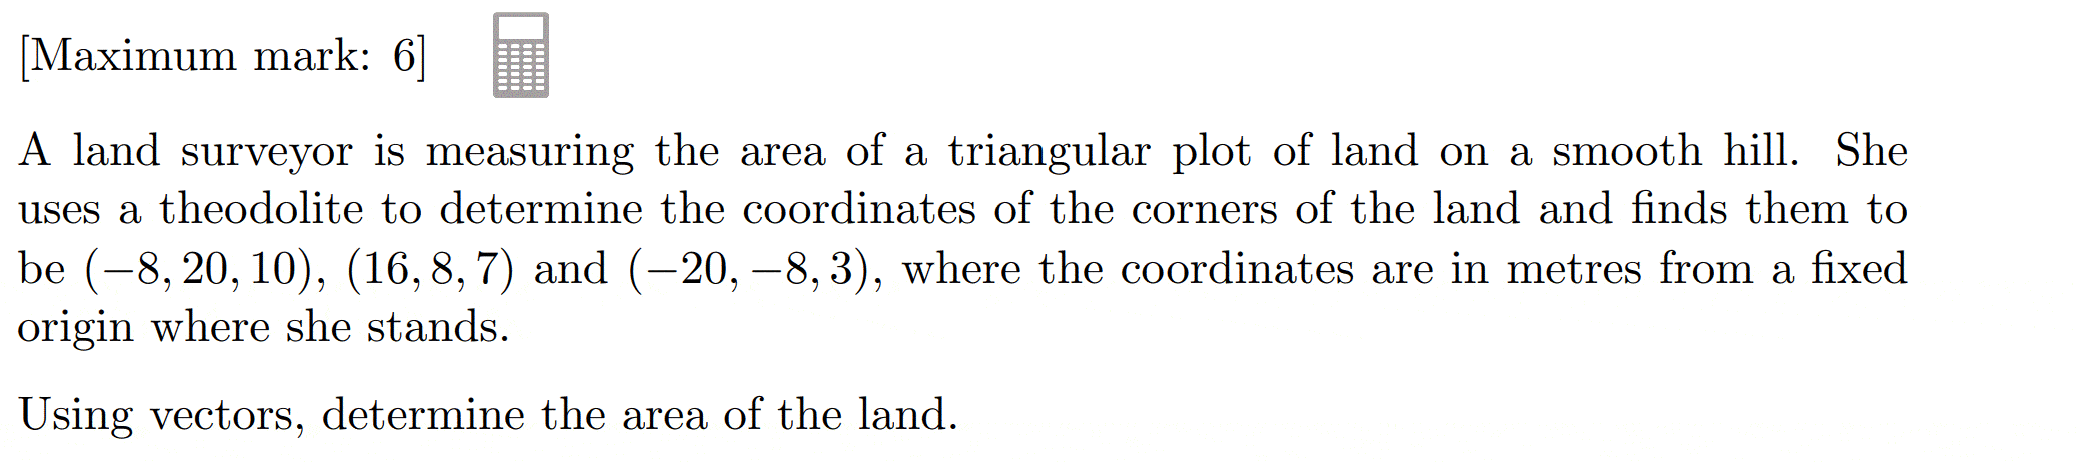 [Maximum mark: 6]
A land surveyor is measuring the area of a triangular plot of land on a smooth hill. She
uses a theodolite to determine the coordinates of the corners of the land and finds them to
be (−8, 20, 10), (16, 8, 7) and (−20, −8, 3), where the coordinates are in metres from a fixed
origin where she stands.
Using vectors, determine the area of the land.